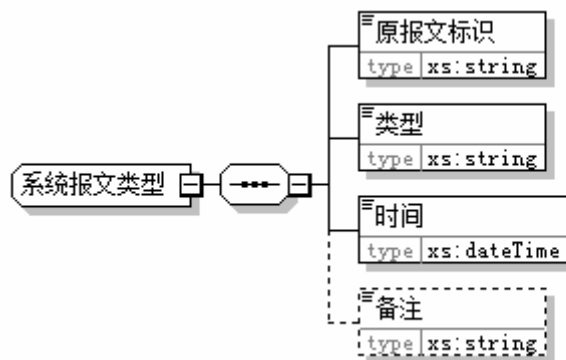 原报文标识
type xs:string
类型
type xs:string
系统报文类型
时间
type xs:dateTime
备注
type xs:string